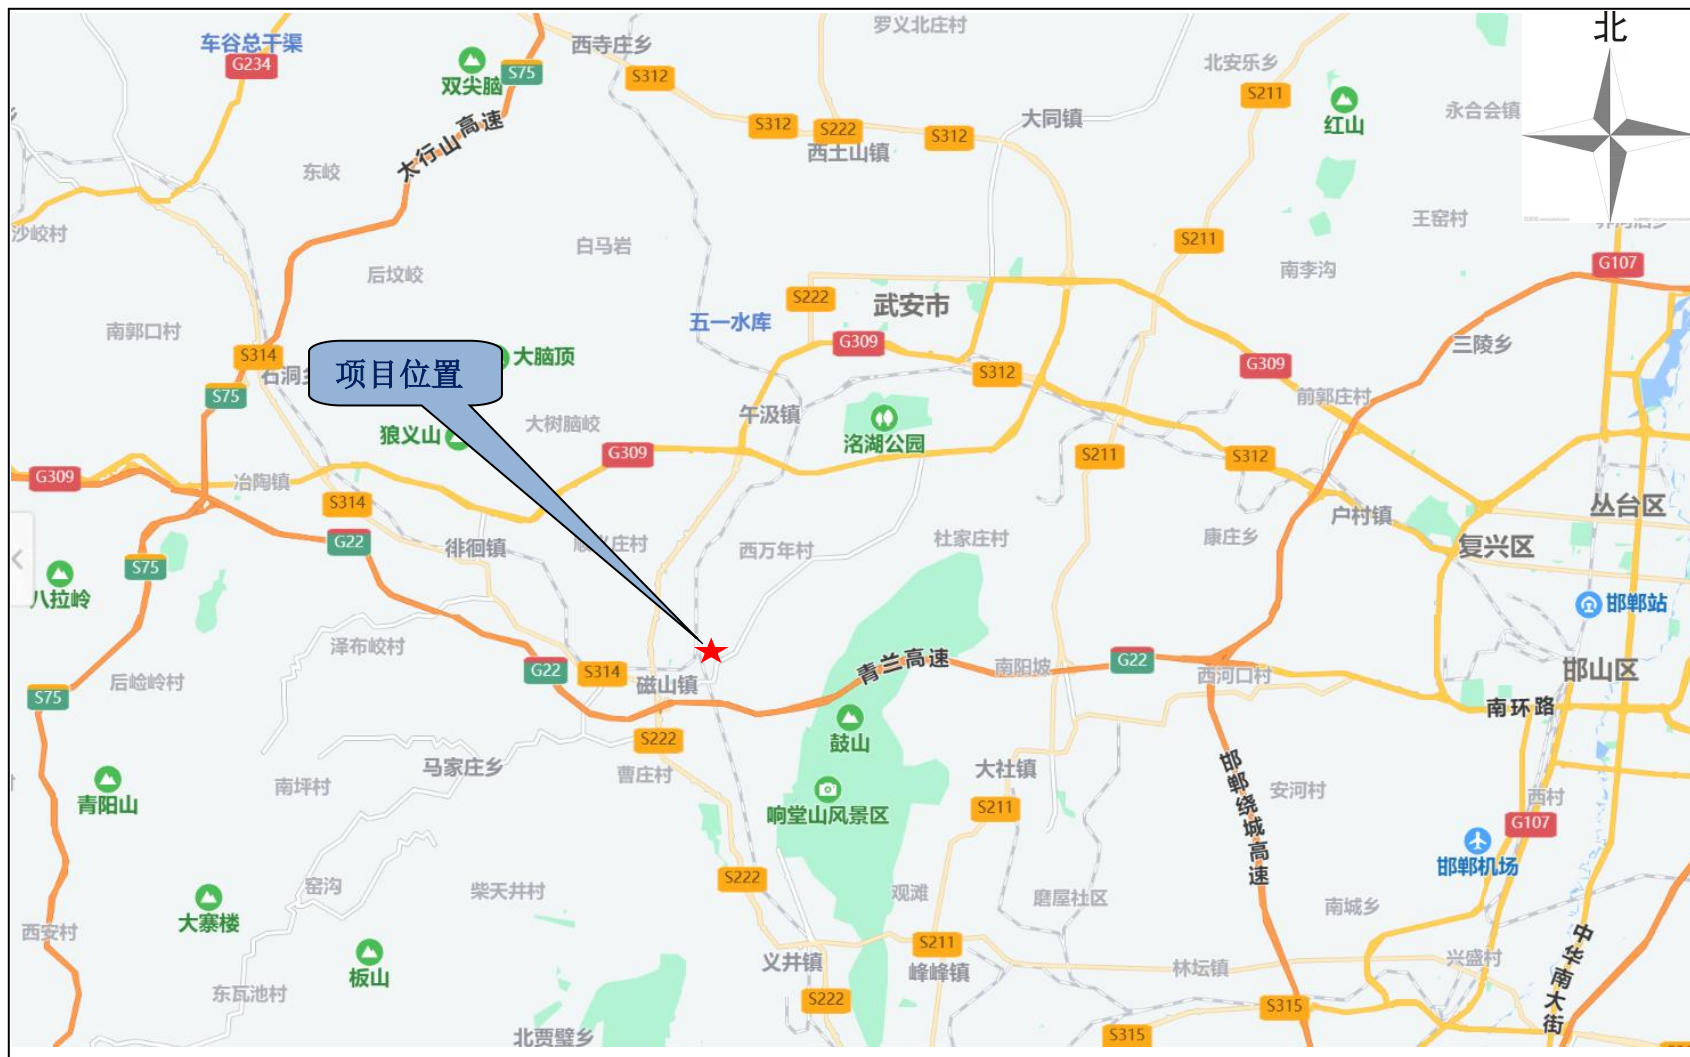 罗义北庄村
北
车谷总干渠
西寺庄乡
G234
北安乐乡
S75
S312
双尖脑
S211
永合会镇
大同镇
红山
S312
S222
S312
太行山高速
西土山镇
东皎
王窑村
沙皎村
S211
白马岩
G107
后坟皎
南李沟
S222
武安市
五一水库
南郭口村
G309
三陵乡
S314
大脑顶
G309
项目位置
S312
S75
前郭庄村
午汲镇
大树脑皎
狼义山
洺湖公园
G309
S211
S312
G309
冶陶镇
S314
丛台区
户村镇
康庄乡
杜家庄村
G22
徘徊镇
西万年村
复兴区
S75
八拉岭
邯郸站
泽布皎村
青兰高速
G22
南阳坡
G22
S314
邯山区
西河口村
后崄岭村
磁山镇
S75
南环路
S222
鼓山
马家庄乡
曹庄村
大社镇
邯郸绕城高速
南坪村
安河村
西村
青阳山
响堂山风景区
S211
G107
邯郸机场
S222
窑沟
柴天井村
观滩
磨屋社区
南城乡
大寨楼
西安村
中华南大街
S211
板山
义井镇
峰峰镇
林坛镇
兴盛村
东瓦池村
S222
S315
北贾璧乡
S315